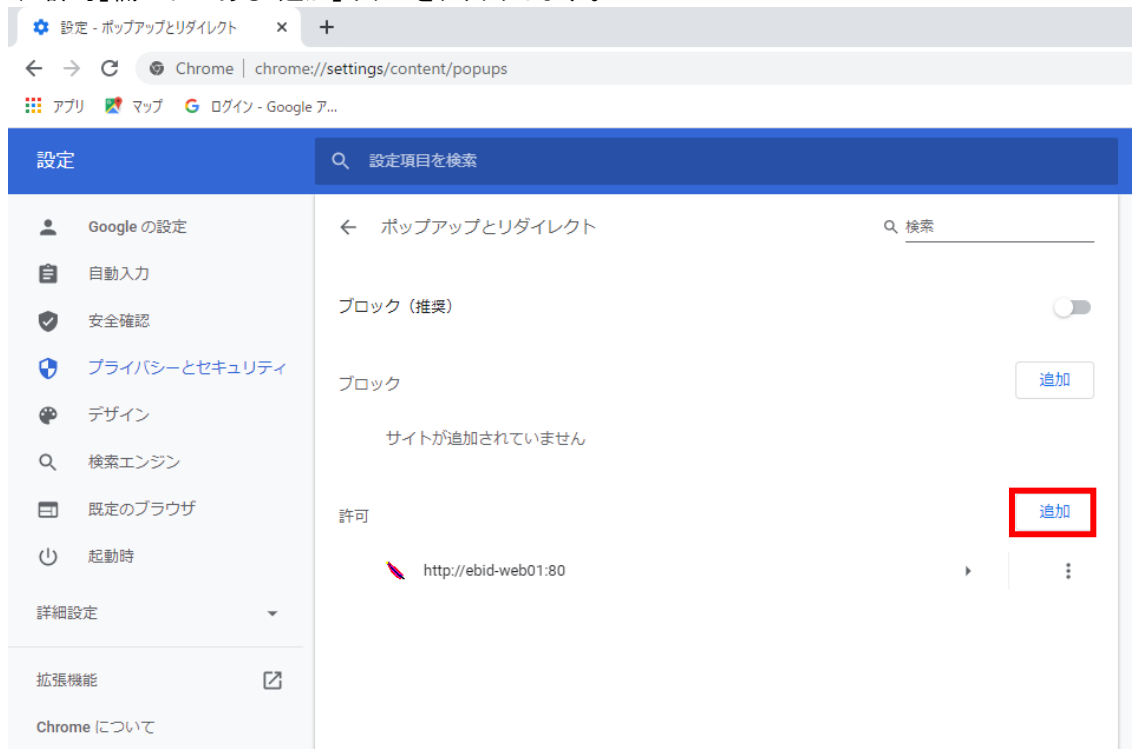 設定 - ポップアップとリダイレクト
Chrome | chrome://settings/content/popups
アプリ マップ ログイン - Google ア...
設定
設定項目を検索
Google の設定
ポップアップとリダイレクト
検索
自動入力
ブロック（推奨）
安全確認
プライバシーとセキュリティ
ブロック
追加
デザイン
サイトが追加されていません
検索エンジン
既定のブラウザ
許可
追加
起動時
http://ebid-web01:80
詳細設定
拡張機能
Chrome について